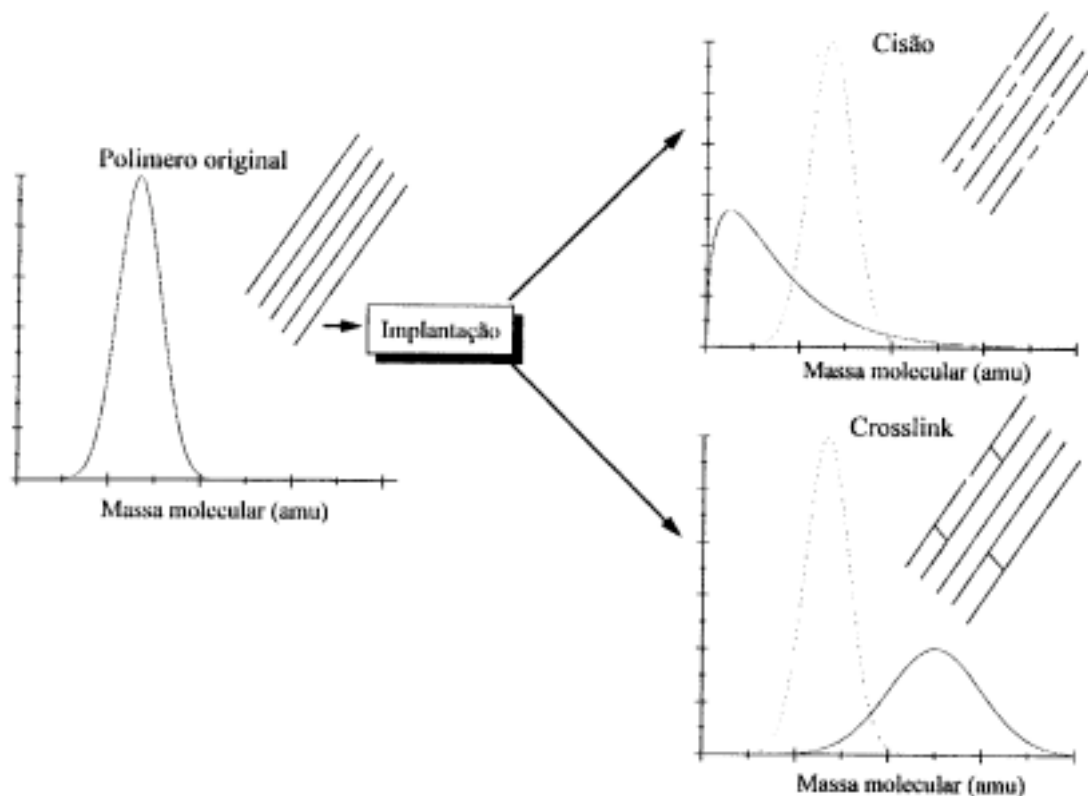 Polimero original
Massa molecular (amu)
Implantação
Cisão
Massa molecular (amu)
Crosslink
Massa molecular (amu)